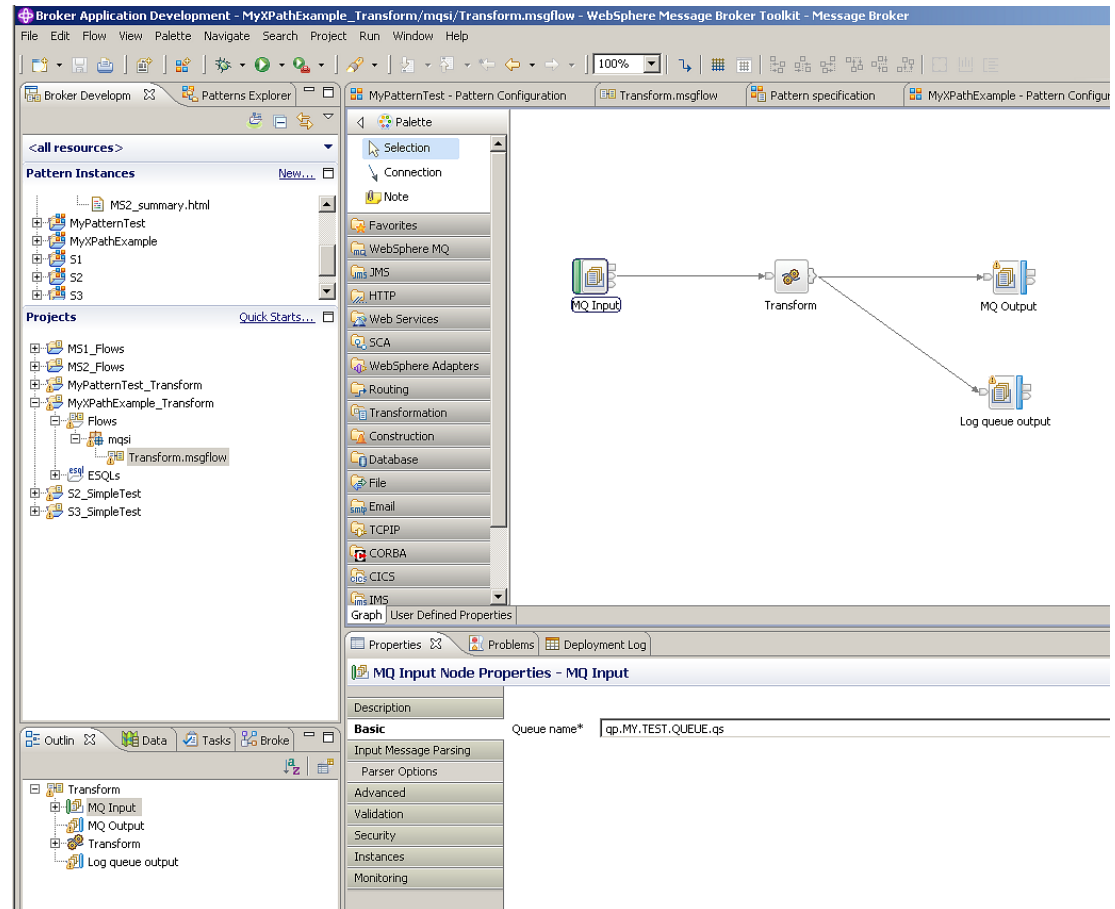 Broker Application Development - MyXPathExample_Transform/mqsi/Transform.msgflow - WebSphere Message Broker Toolkit - Message Broker
File Edit Flow View Palette Navigate Search Project Run Window Help
100%
Broker Developm
Patterns Explorer
MyPatternTest - Pattern Configuration
Transform.msgflow
Pattern specification
MyXPathExample - Pattern Configur
<all resources>
Pattern Instances
New...
MS2_summary.html
MyPatternTest
MyXPathExample
S1
S2
S3
Projects
Quick Starts...
MS1_Flows
MS2_Flows
MyPatternTest_Transform
MyXPathExample_Transform
Flows
mqsi
Transform.msgflow
esql ESQLs
S2_SimpleTest
S3_SimpleTest
Palette
Selection
Connection
Note
Favorites
mq WebSphere MQ
jms JMS
HTTP
Web Services
SCA
WebSphere Adapters
Routing
Transformation
Construction
Database
File
smtp Email
TCPIP
CORBA
cics CICS
ims IMS
MQ Input
Transform
MQ Output
Log queue output
Graph
User Defined Properties
Properties
Problems
Deployment Log
MQ Input Node Properties - MQ Input
Description
Basic
Input Message Parsing
Parser Options
Advanced
Validation
Security
Instances
Monitoring
Queue name*
qp.MY.TEST.QUEUE.qs
Outlin
Data
Tasks
Broke
Transform
MQ Input
MQ Output
Transform
Log queue output